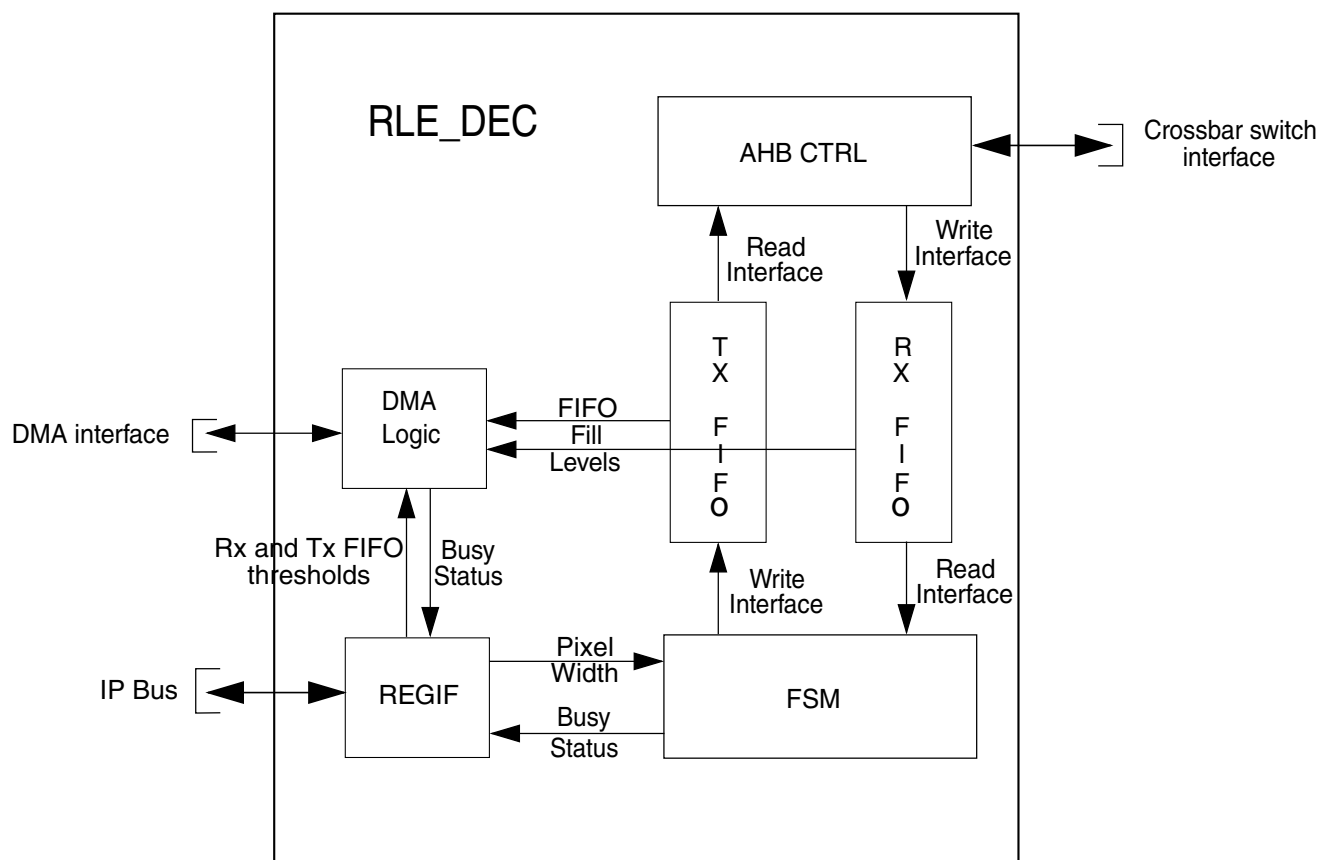 RLE_DEC
AHB CTRL
Crossbar switch
interface
Read
Interface
Write
Interface
T
X
F
I
F
O
R
X
F
I
F
O
DMA
Logic
FIFO
Fill
Levels
DMA interface
Rx and Tx FIFO
thresholds
Busy
Status
Write
Interface
Read
Interface
IP Bus
REGIF
Pixel
Width
FSM
Busy
Status